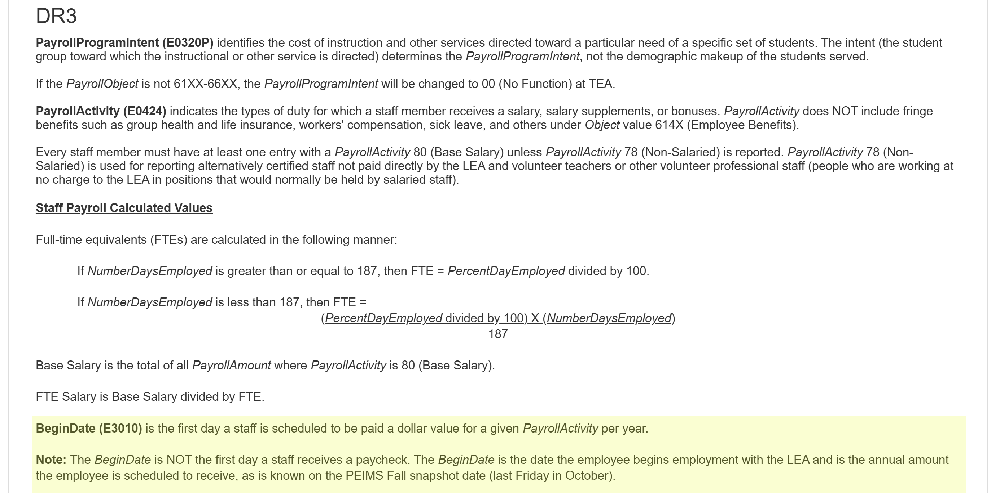 DR3
PayrollProgramIntent (E0320P) identifies the cost of instruction and other services directed toward a particular need of a specific set of students. The intent (the student
group toward which the instructional or other service is directed) determines the PayrollProgramIntent, not the demographic makeup of the students served.
If the PayrollObject is not 61XX-66XX, the PayrollProgramIntent will be changed to 00 (No Function) at TEA.
PayrollActivity (E0424) indicates the types of duty for which a staff member receives a salary, salary supplements, or bonuses. PayrollActivity does NOT include fringe
benefits such as group health and life insurance, workers' compensation, sick leave, and others under Object value 614X (Employee Benefits).
Every staff member must have at least one entry with a PayrollActivity 80 (Base Salary) unless PayrollActivity 78 (Non-Salaried) is reported. PayrollActivity 78 (Non-
Salaried) is used for reporting alternatively certified staff not paid directly by the LEA and volunteer teachers or other volunteer professional staff (people who are working at
no charge to the LEA in positions that would normally be held by salaried staff).
Staff Payroll Calculated Values
Full-time equivalents (FTEs) are calculated in the following manner:
If NumberDaysEmployed is greater than or equal to 187, then FTE = PercentDayEmployed divided by 100.
If NumberDaysEmployed is less than 187, then FTE =
(PercentDayEmployed divided by 100) X (NumberDaysEmployed)
187
Base Salary is the total of all PayrollAmount where PayrollActivity is 80 (Base Salary).
FTE Salary is Base Salary divided by FTE.
BeginDate (E3010) is the first day a staff is scheduled to be paid a dollar value for a given PayrollActivity per year.
Note: The BeginDate is NOT the first day a staff receives a paycheck. The BeginDate is the date the employee begins employment with the LEA and is the annual amount
the employee is scheduled to receive, as is known on the PEIMS Fall snapshot date (last Friday in October).